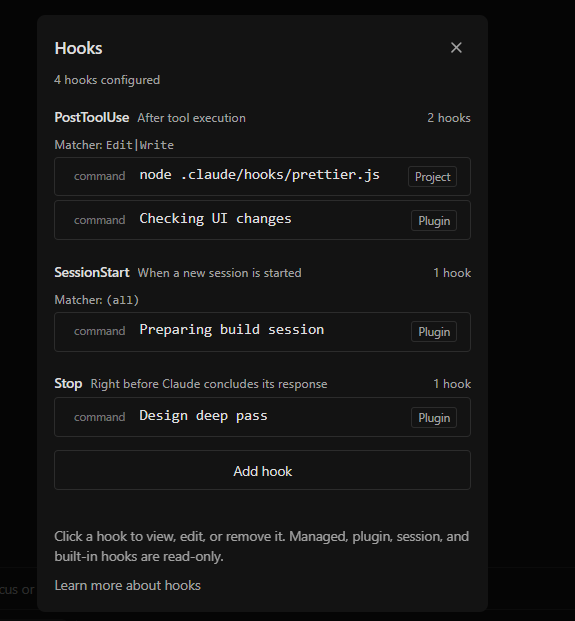 Hooks
4 hooks configured
PostToolUse After tool execution 2 hooks
Matcher: Edit|Write
command node .claude/hooks/prettier.js Project
command Checking UI changes Plugin
SessionStart When a new session is started 1 hook
Matcher: (all)
command Preparing build session Plugin
Stop Right before Claude concludes its response 1 hook
command Design deep pass Plugin
Add hook
Click a hook to view, edit, or remove it. Managed, plugin, session, and
built-in hooks are read-only.
Learn more about hooks
or